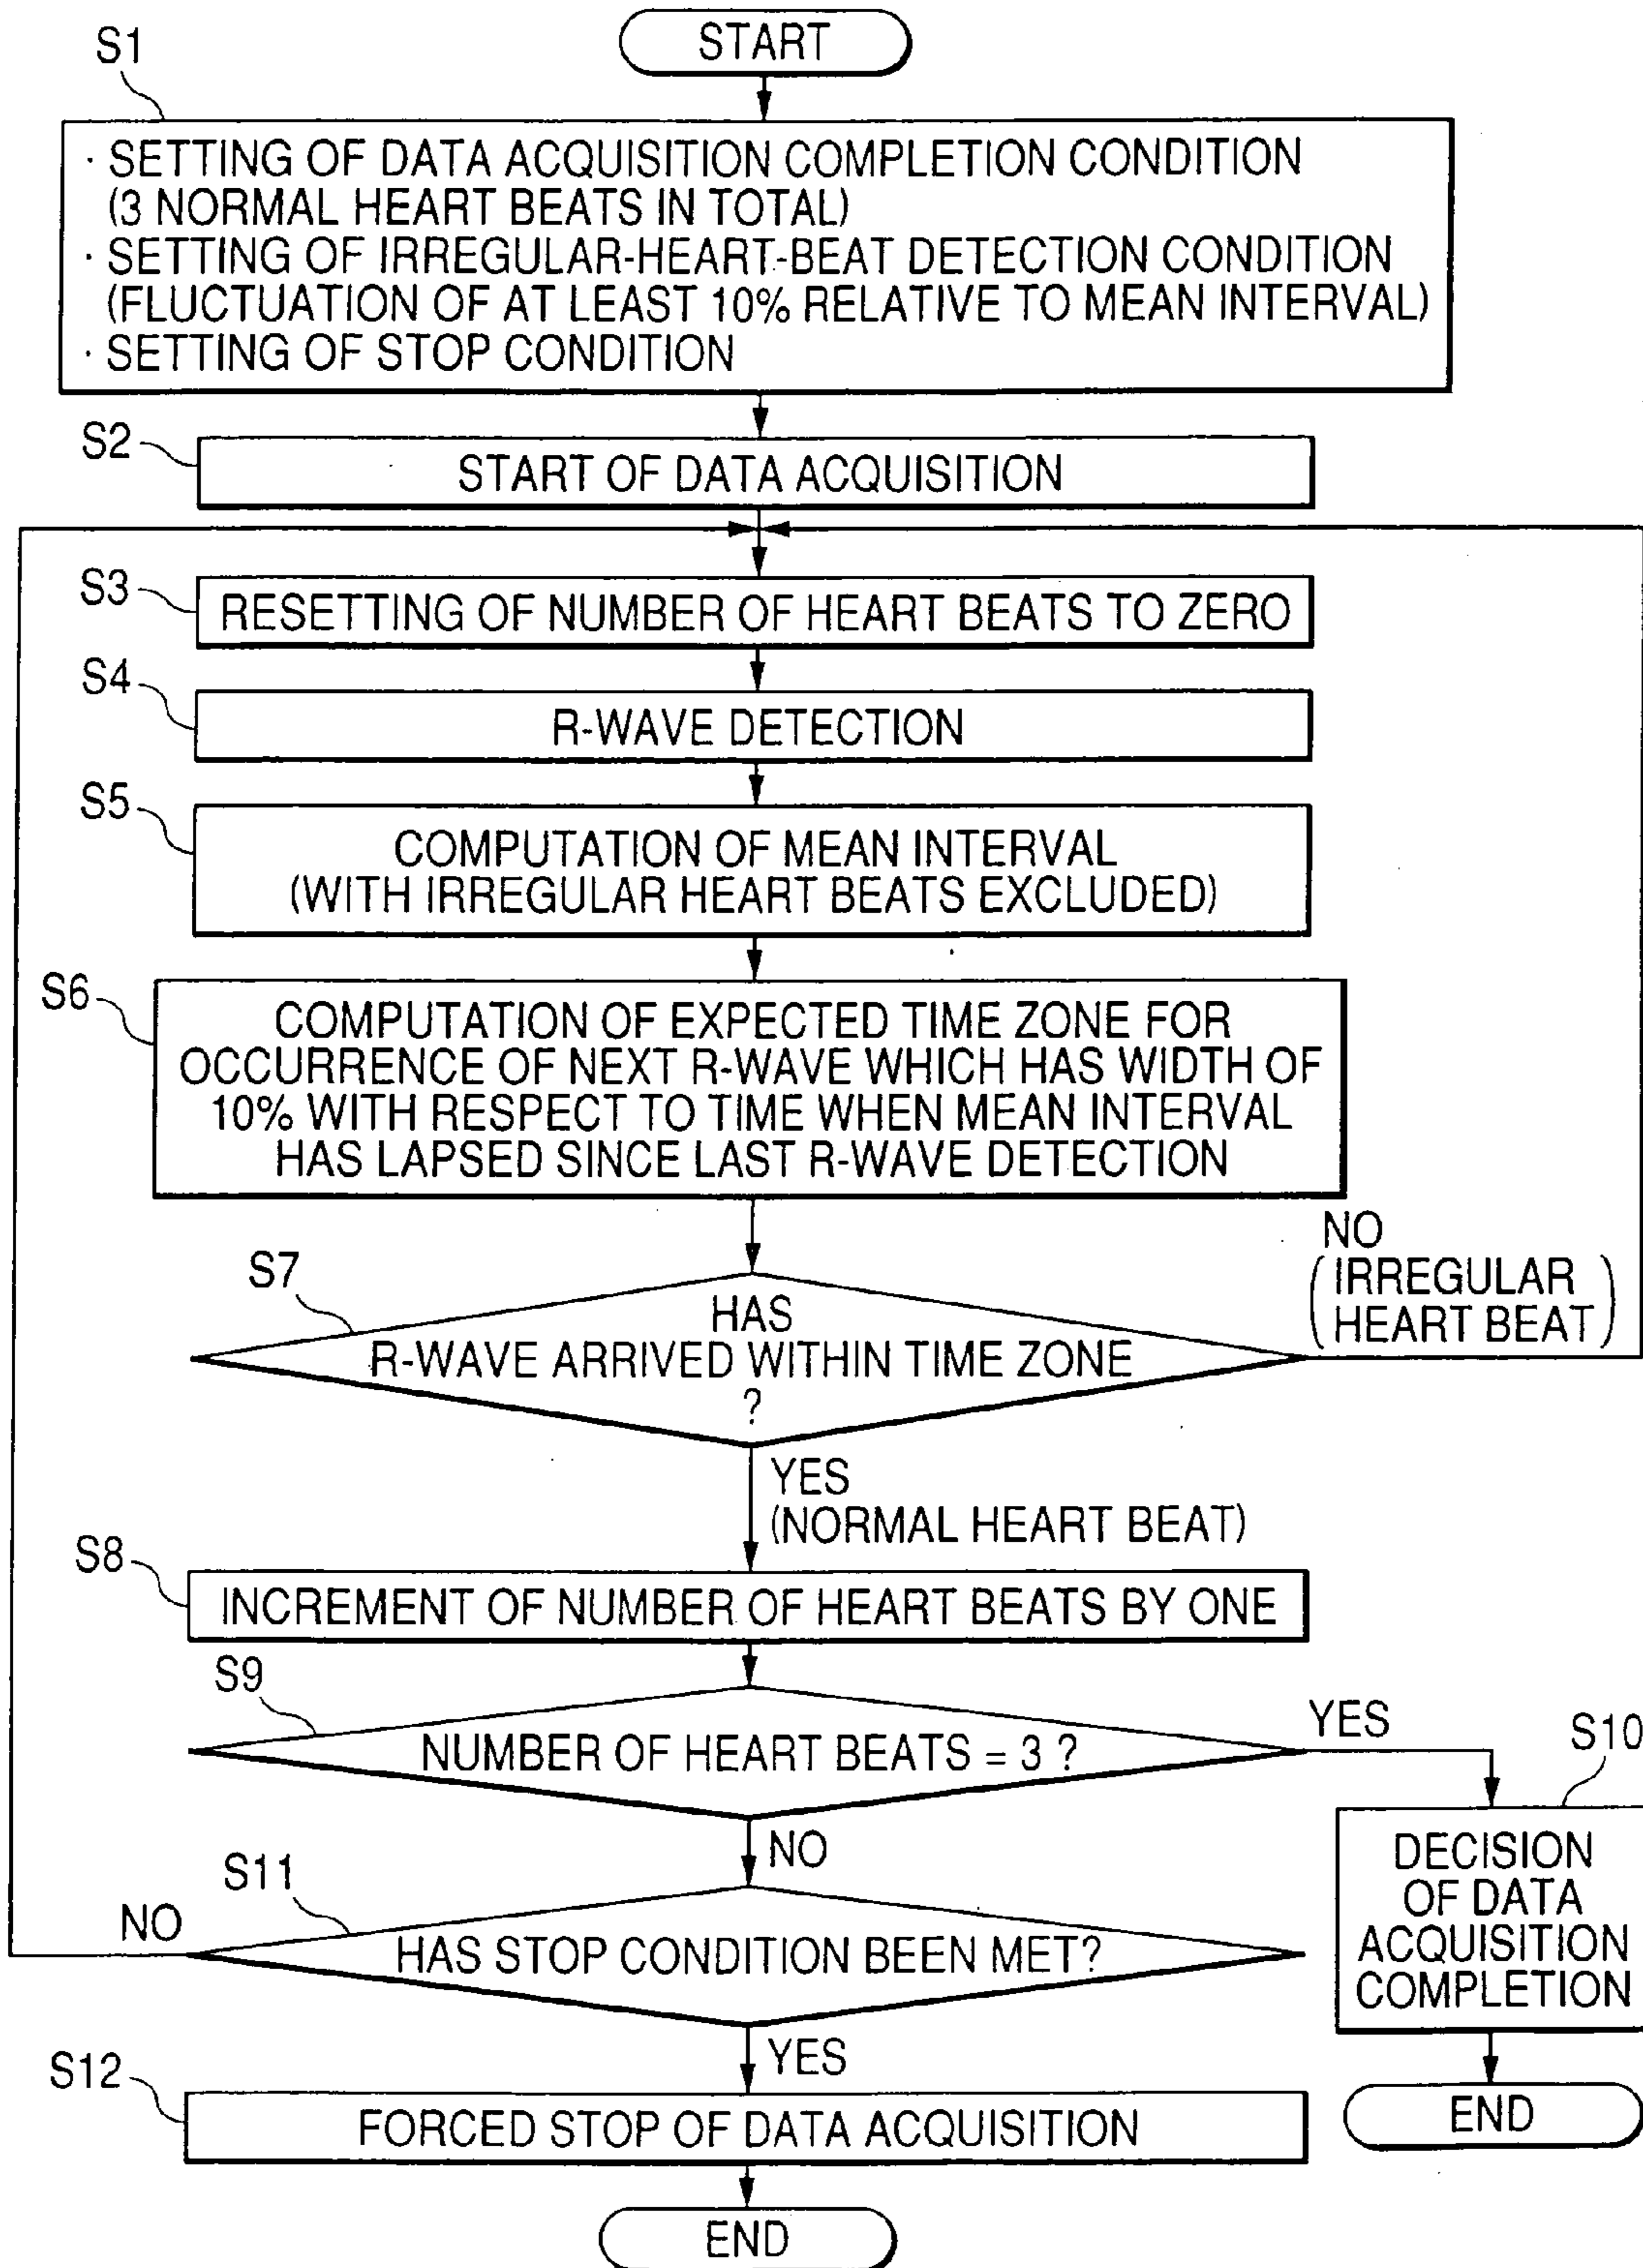 START
S1
· SETTING OF DATA ACQUISITION COMPLETION CONDITION
(3 NORMAL HEART BEATS IN TOTAL)
· SETTING OF IRREGULAR-HEART-BEAT DETECTION CONDITION
(FLUCTUATION OF AT LEAST 10% RELATIVE TO MEAN INTERVAL)
· SETTING OF STOP CONDITION
S2
START OF DATA ACQUISITION
S3
RESETTING OF NUMBER OF HEART BEATS TO ZERO
S4
R-WAVE DETECTION
S5
COMPUTATION OF MEAN INTERVAL
(WITH IRREGULAR HEART BEATS EXCLUDED)
S6
COMPUTATION OF EXPECTED TIME ZONE FOR
OCCURRENCE OF NEXT R-WAVE WHICH HAS WIDTH OF
10% WITH RESPECT TO TIME WHEN MEAN INTERVAL
HAS LAPSED SINCE LAST R-WAVE DETECTION
S7
HAS
R-WAVE ARRIVED WITHIN TIME ZONE
?
NO
(IRREGULAR
HEART BEAT)
YES
(NORMAL HEART BEAT)
S8
INCREMENT OF NUMBER OF HEART BEATS BY ONE
S9
NUMBER OF HEART BEATS = 3 ?
YES
S10
DECISION
OF DATA
ACQUISITION
COMPLETION
END
NO
S11
HAS STOP CONDITION BEEN MET?
NO
YES
S12
FORCED STOP OF DATA ACQUISITION
END